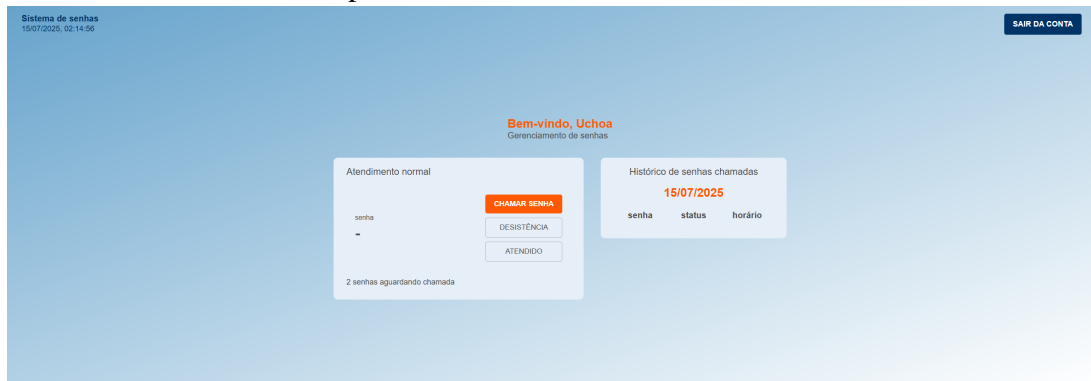 Sistema de senhas
15/07/2025, 02:14:56
SAIR DA CONTA
Bem-vindo, Uchoa
Gerenciamento de senhas
Atendimento normal
CHAMAR SENHA
senha
-
DESISTÊNCIA
ATENDIDO
2 senhas aguardando chamada
Histórico de senhas chamadas
15/07/2025
senha status horário